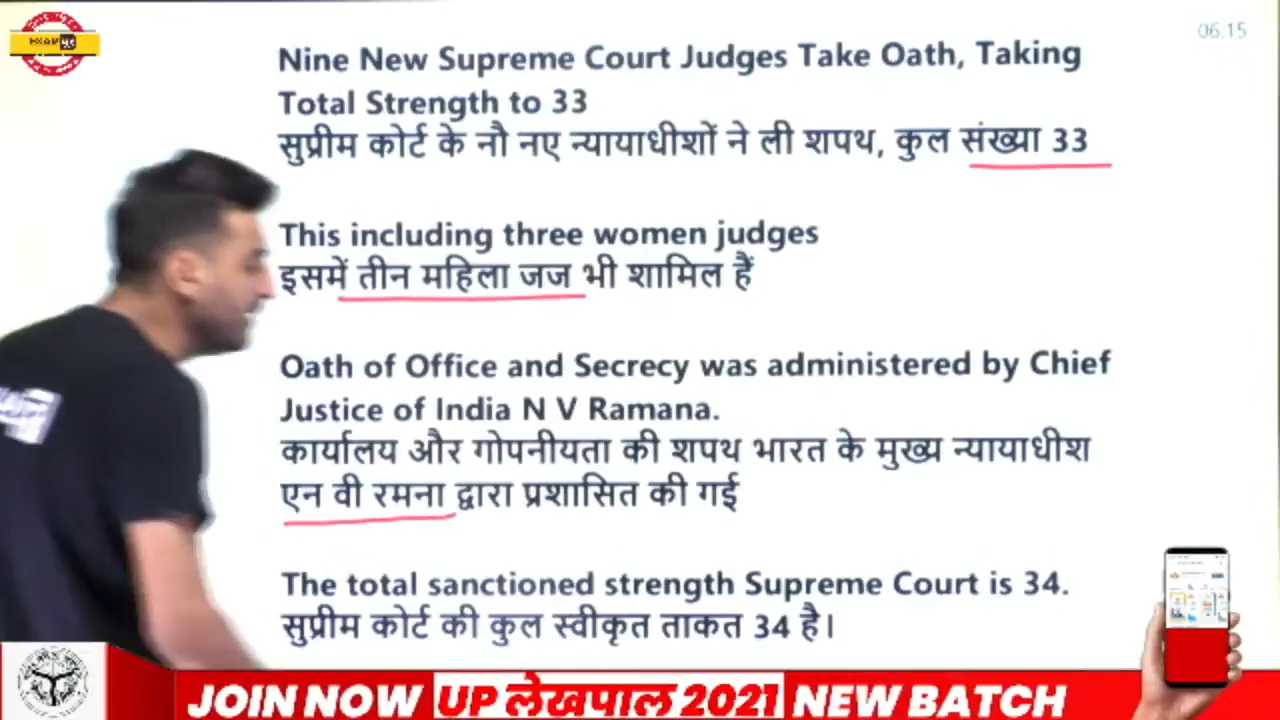 EXAM
06:15
Nine New Supreme Court Judges Take Oath, Taking
Total Strength to 33
सुप्रीम कोर्ट के नौ नए न्यायाधीशों ने ली शपथ, कुल संख्या 33
This including three women judges
इसमें तीन महिला जज भी शामिल हैं
Oath of Office and Secrecy was administered by Chief
Justice of India N V Ramana.
कार्यालय और गोपनीयता की शपथ भारत के मुख्य न्यायाधीश
एन वी रमना द्वारा प्रशासित की गई
The total sanctioned strength Supreme Court is 34.
सुप्रीम कोर्ट की कुल स्वीकृत ताकत 34 है।
JOIN NOW UP लेखपाल 2021 NEW BATCH